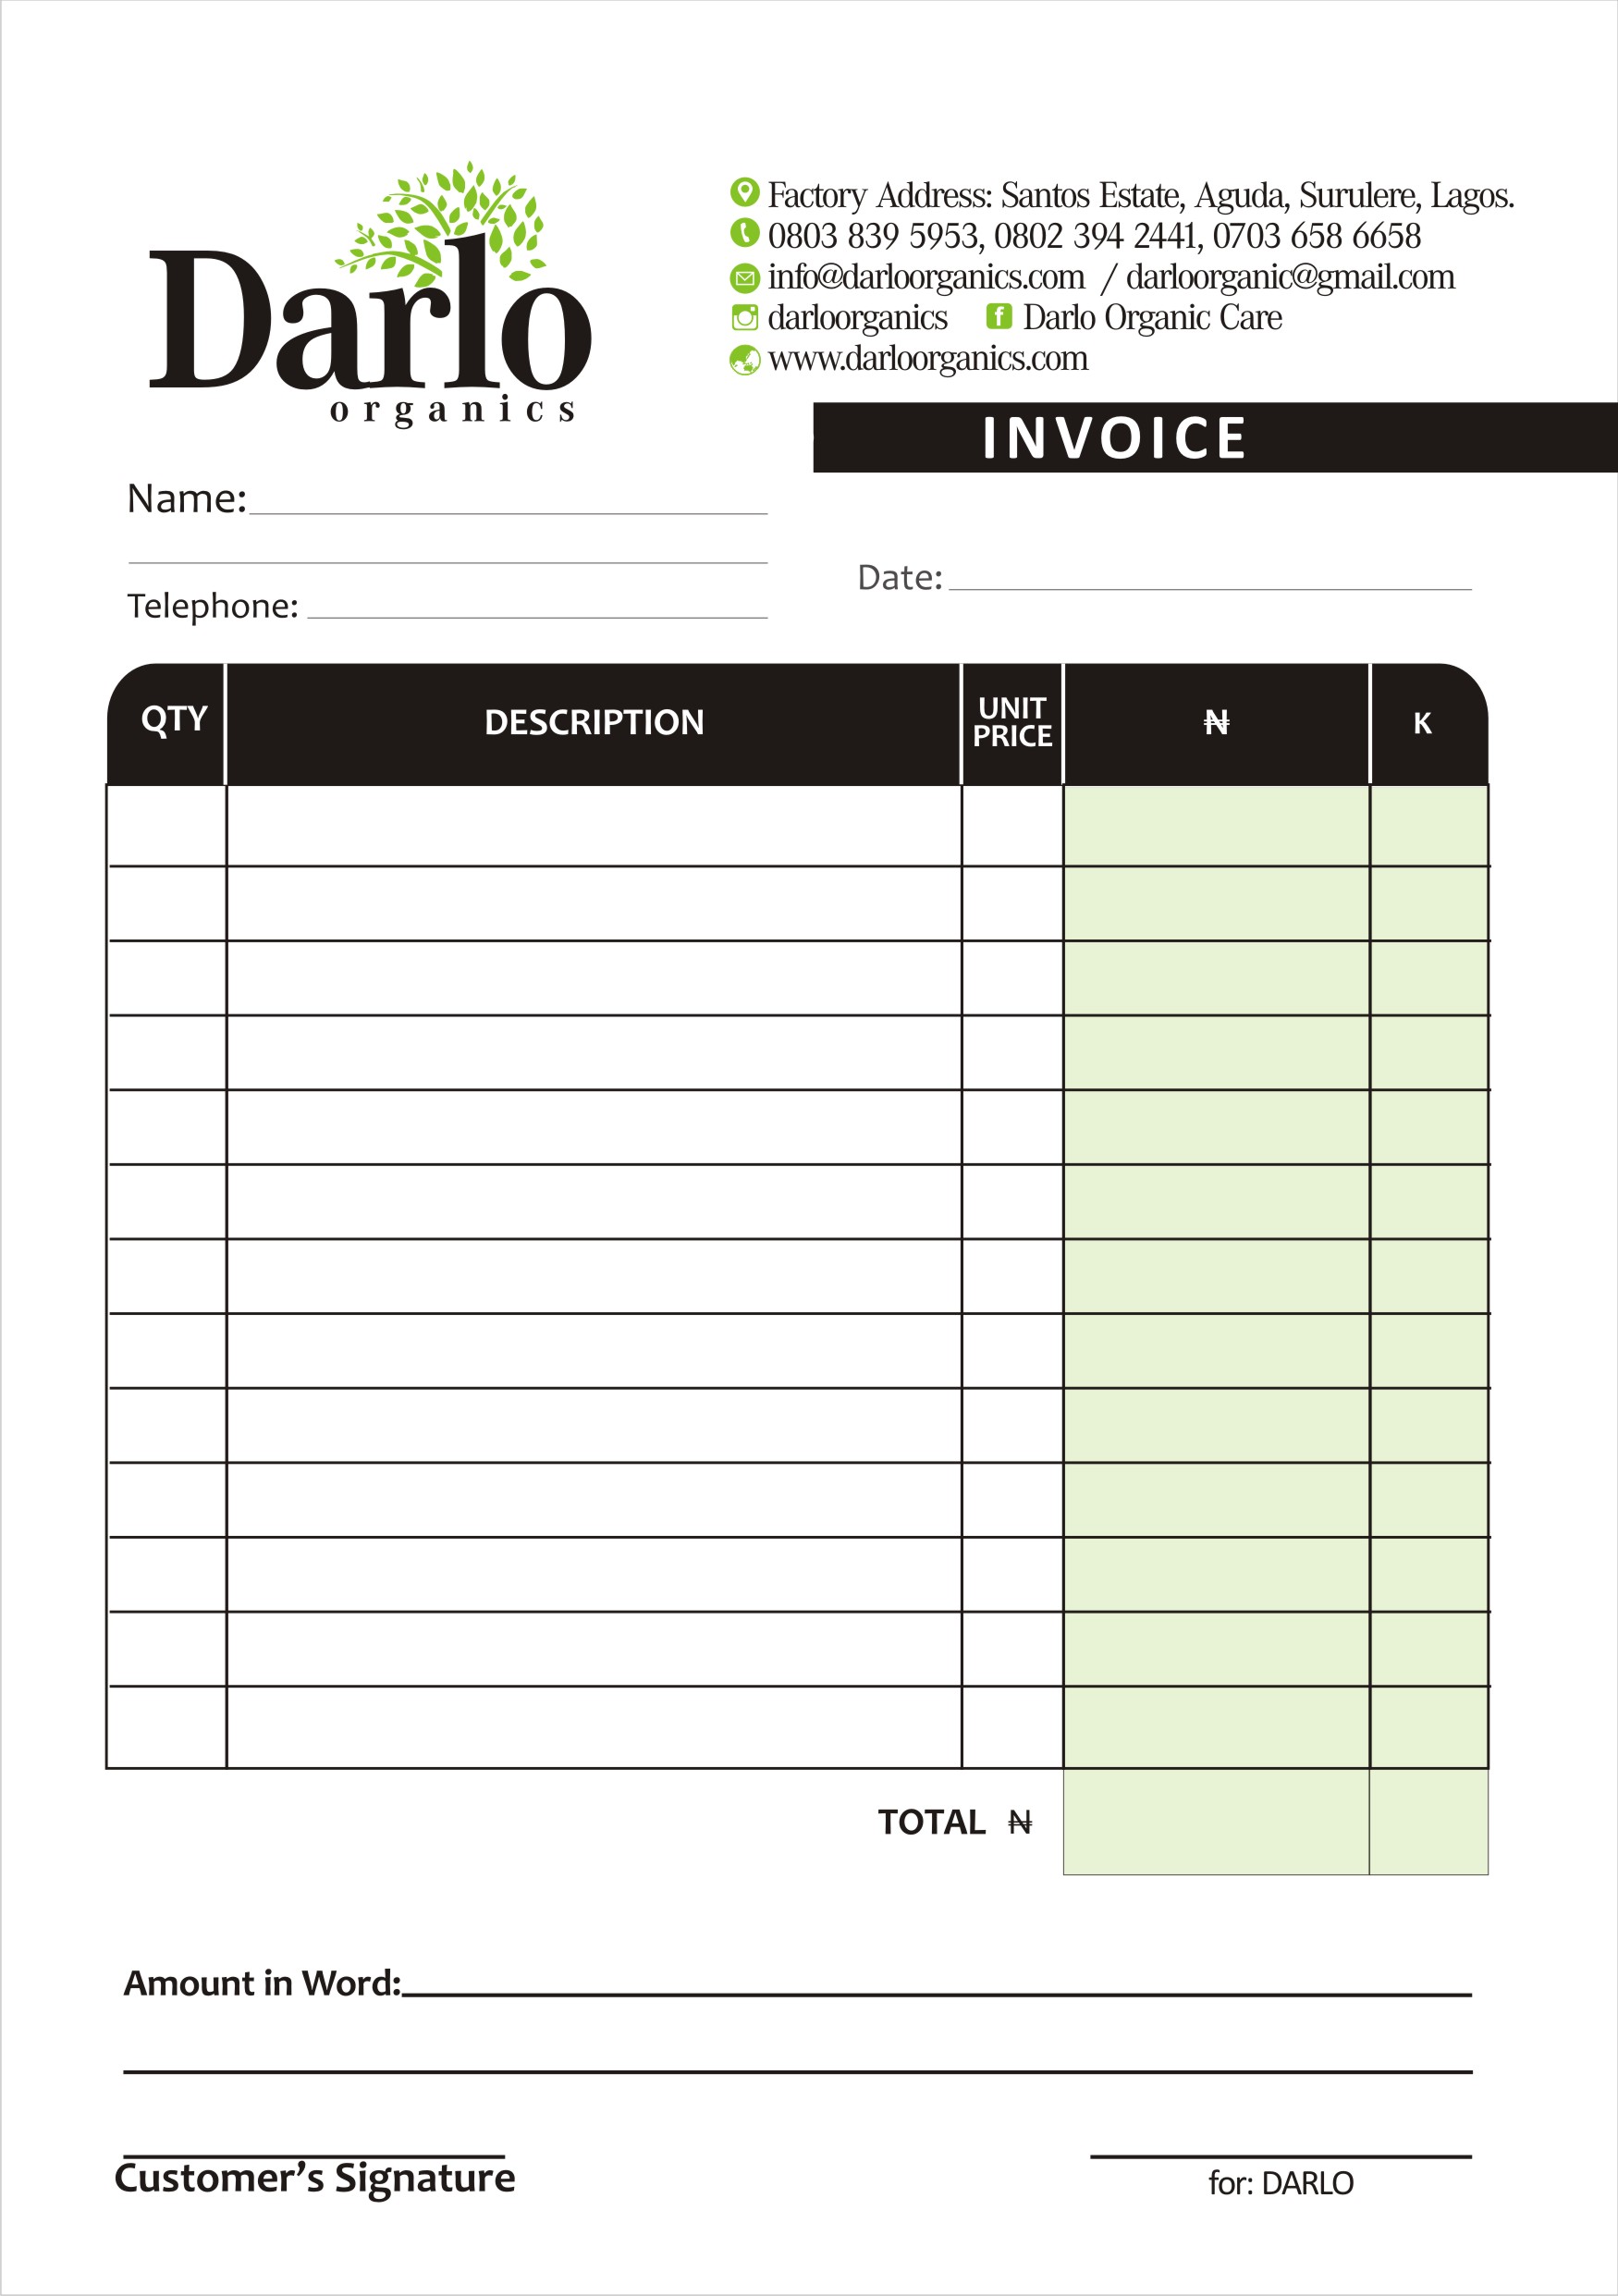 Darlo
organics
Factory Address: Santos Estate, Aguda, Surulere, Lagos.
0803 839 5953, 0802 394 2441, 0703 658 6658
info@darloorganics.com / darloorganic@gmail.com
darloorganics f Darlo Organic Care
www.darloorganics.com
INVOICE
Name:
Date:
Telephone:
QTY DESCRIPTION UNIT PRICE ₦ K
TOTAL ₦
Amount in Word:
Customer’s Signature
for: DARLO